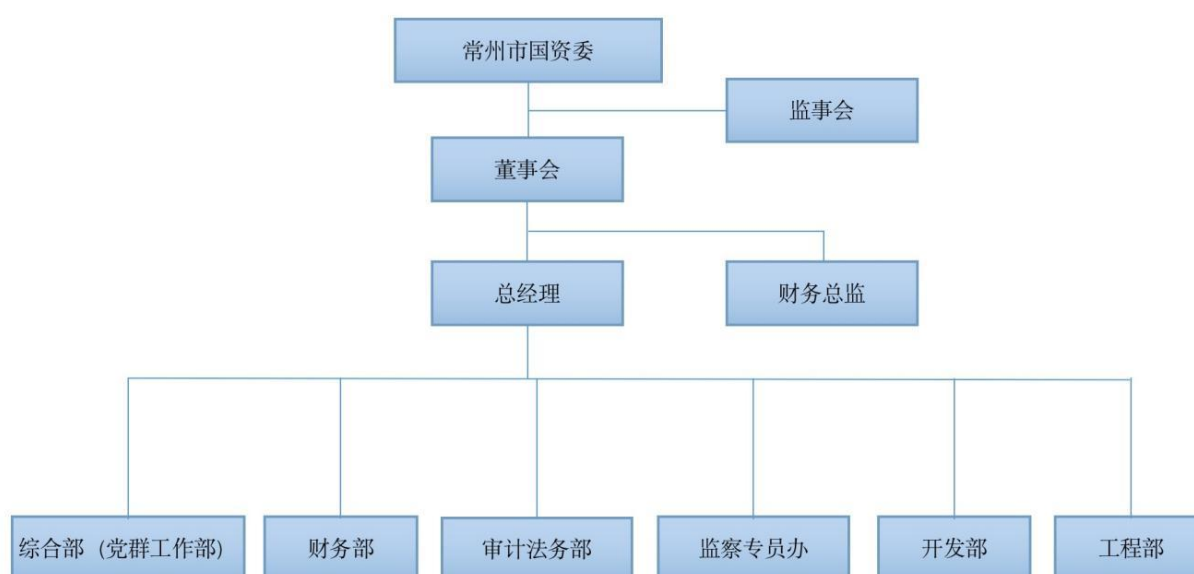 常州市国资委
监事会
董事会
总经理
财务总监
综合部 (党群工作部)
财务部
审计法务部
监察专员办
开发部
工程部